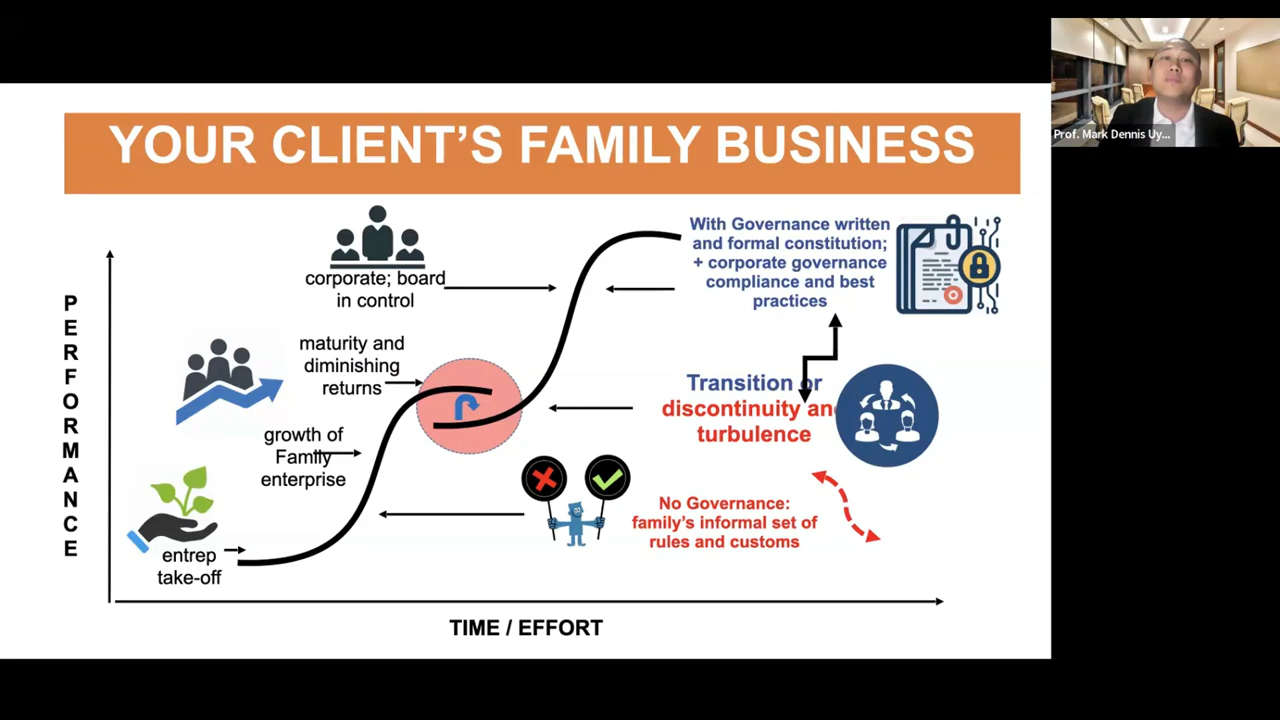 YOUR CLIENT'S FAMILY BUSINESS
Prof. Mark Dennis Uy...
With Governance written
and formal constitution;
+ corporate governance
compliance and best
practices
corporate; board
in control
PERFORMANCE
maturity and
diminishing
returns
Transition or
discontinuity and
turbulence
growth of
Family
enterprise
No Governance:
family's informal set of
rules and customs
entrep
take-off
TIME / EFFORT